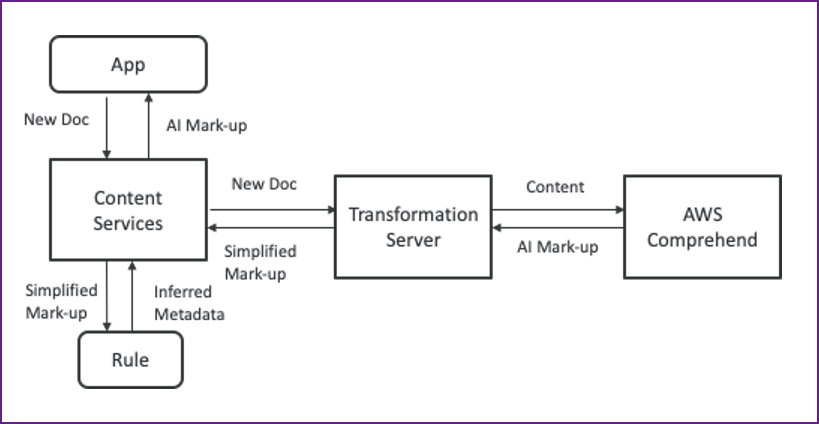 App
New Doc
AI Mark-up
Content
Services
New Doc
Simplified
Mark-up
Transformation
Server
Content
AI Mark-up
AWS
Comprehend
Simplified
Mark-up
Inferred
Metadata
Rule